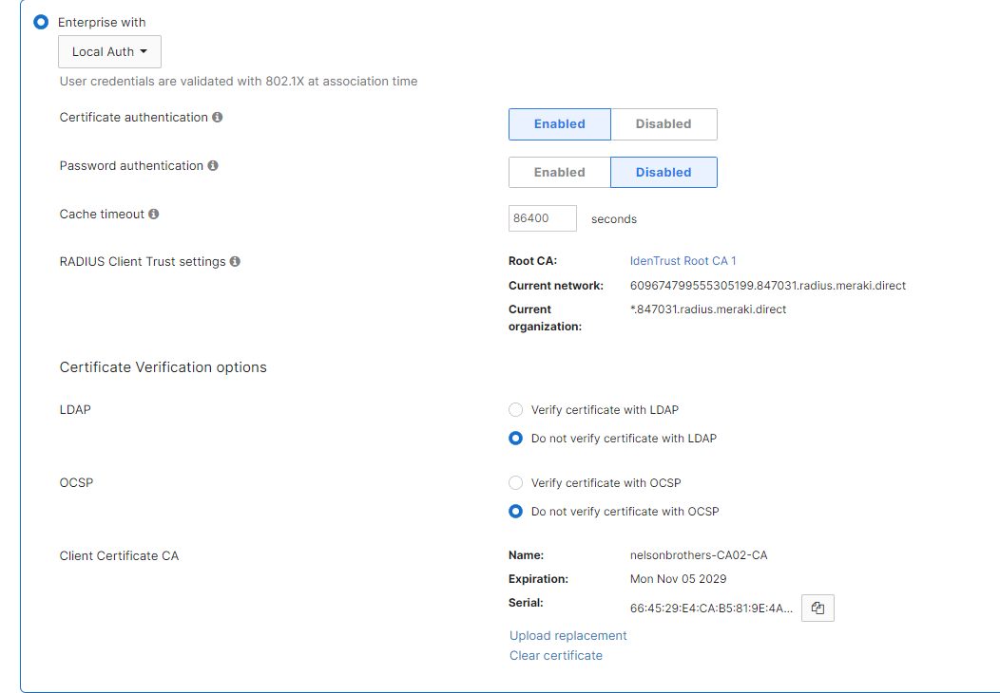 Enterprise with
Local Auth
User credentials are validated with 802.1X at association time
Certificate authentication
Enabled Disabled
Password authentication
Enabled Disabled
Cache timeout
86400 seconds
RADIUS Client Trust settings
Root CA: IdenTrust Root CA 1
Current network: 609674799555305199.847031.radius.meraki.direct
Current
organization: *.847031.radius.meraki.direct
Certificate Verification options
LDAP
Verify certificate with LDAP
Do not verify certificate with LDAP
OCSP
Verify certificate with OCSP
Do not verify certificate with OCSP
Client Certificate CA
Name: nelsonbrothers-CA02-CA
Expiration: Mon Nov 05 2029
Serial: 66:45:29:E4:CA:B5:81:9E:4A...
Upload replacement
Clear certificate